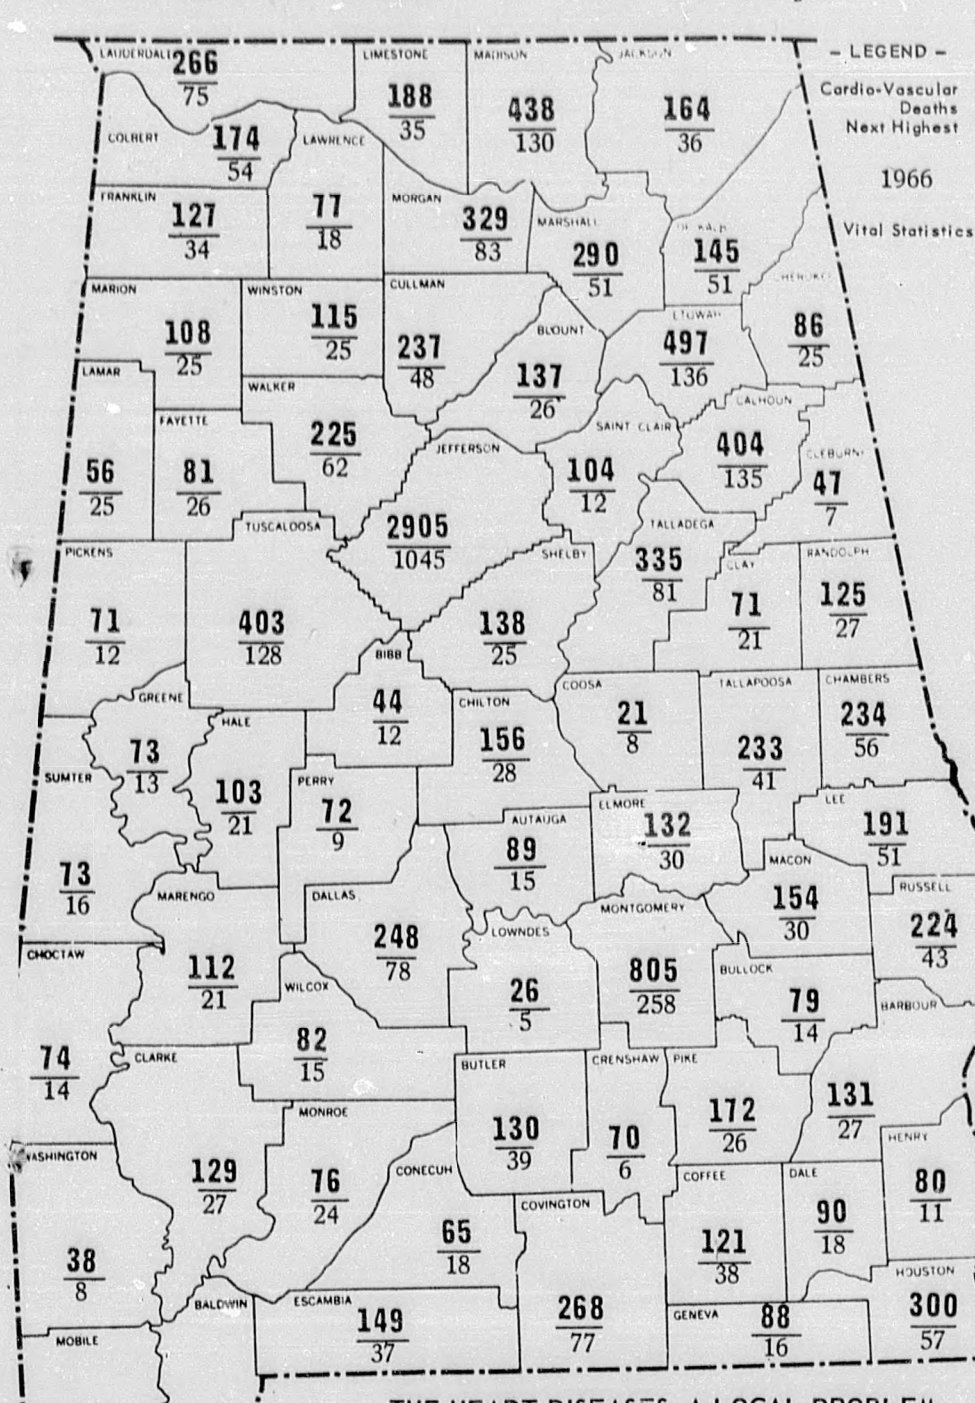 – LEGEND –
Cardio-Vascular
Deaths
Next Highest
1966
Vital Statistics
LAUDERDALE
266
75
LIMESTONE
188
35
MADISON
438
130
JACKSON
164
36
COLBERT
174
54
LAWRENCE
77
18
FRANKLIN
127
34
MORGAN
329
83
MARSHALL
290
51
DE KALB
145
51
CHEROKEE
86
25
MARION
108
25
WINSTON
115
25
CULLMAN
237
48
BLOUNT
137
26
ETOWAH
497
136
LAMAR
56
25
FAYETTE
81
26
WALKER
225
62
JEFFERSON
2905
1045
SAINT CLAIR
104
12
CALHOUN
404
135
CLEBURNE
47
7
PICKENS
71
12
TUSCALOOSA
403
128
SHELBY
138
25
TALLADEGA
335
81
CLAY
71
21
RANDOLPH
125
27
GREENE
73
13
HALE
103
21
BIBB
44
12
CHILTON
156
28
COOSA
21
8
TALLAPOOSA
233
41
CHAMBERS
234
56
SUMTER
73
16
PERRY
72
9
AUTAUGA
89
15
ELMORE
132
30
LEE
191
51
MACON
154
30
RUSSELL
224
43
MARENGO
112
21
DALLAS
248
78
LOWNDES
26
5
MONTGOMERY
805
258
BULLOCK
79
14
BARBOUR
131
27
CHOCTAW
74
14
WILCOX
82
15
CLARKE
129
27
BUTLER
130
39
CRENSHAW
70
6
PIKE
172
26
HENRY
80
11
WASHINGTON
38
8
MONROE
76
24
CONECUH
65
18
COVINGTON
268
77
COFFEE
121
38
DALE
90
18
HOUSTON
300
57
MOBILE
BALDWIN
ESCAMBIA
149
37
GENEVA
88
16
THE HEART DISEASES, A LOCAL PROBLEM